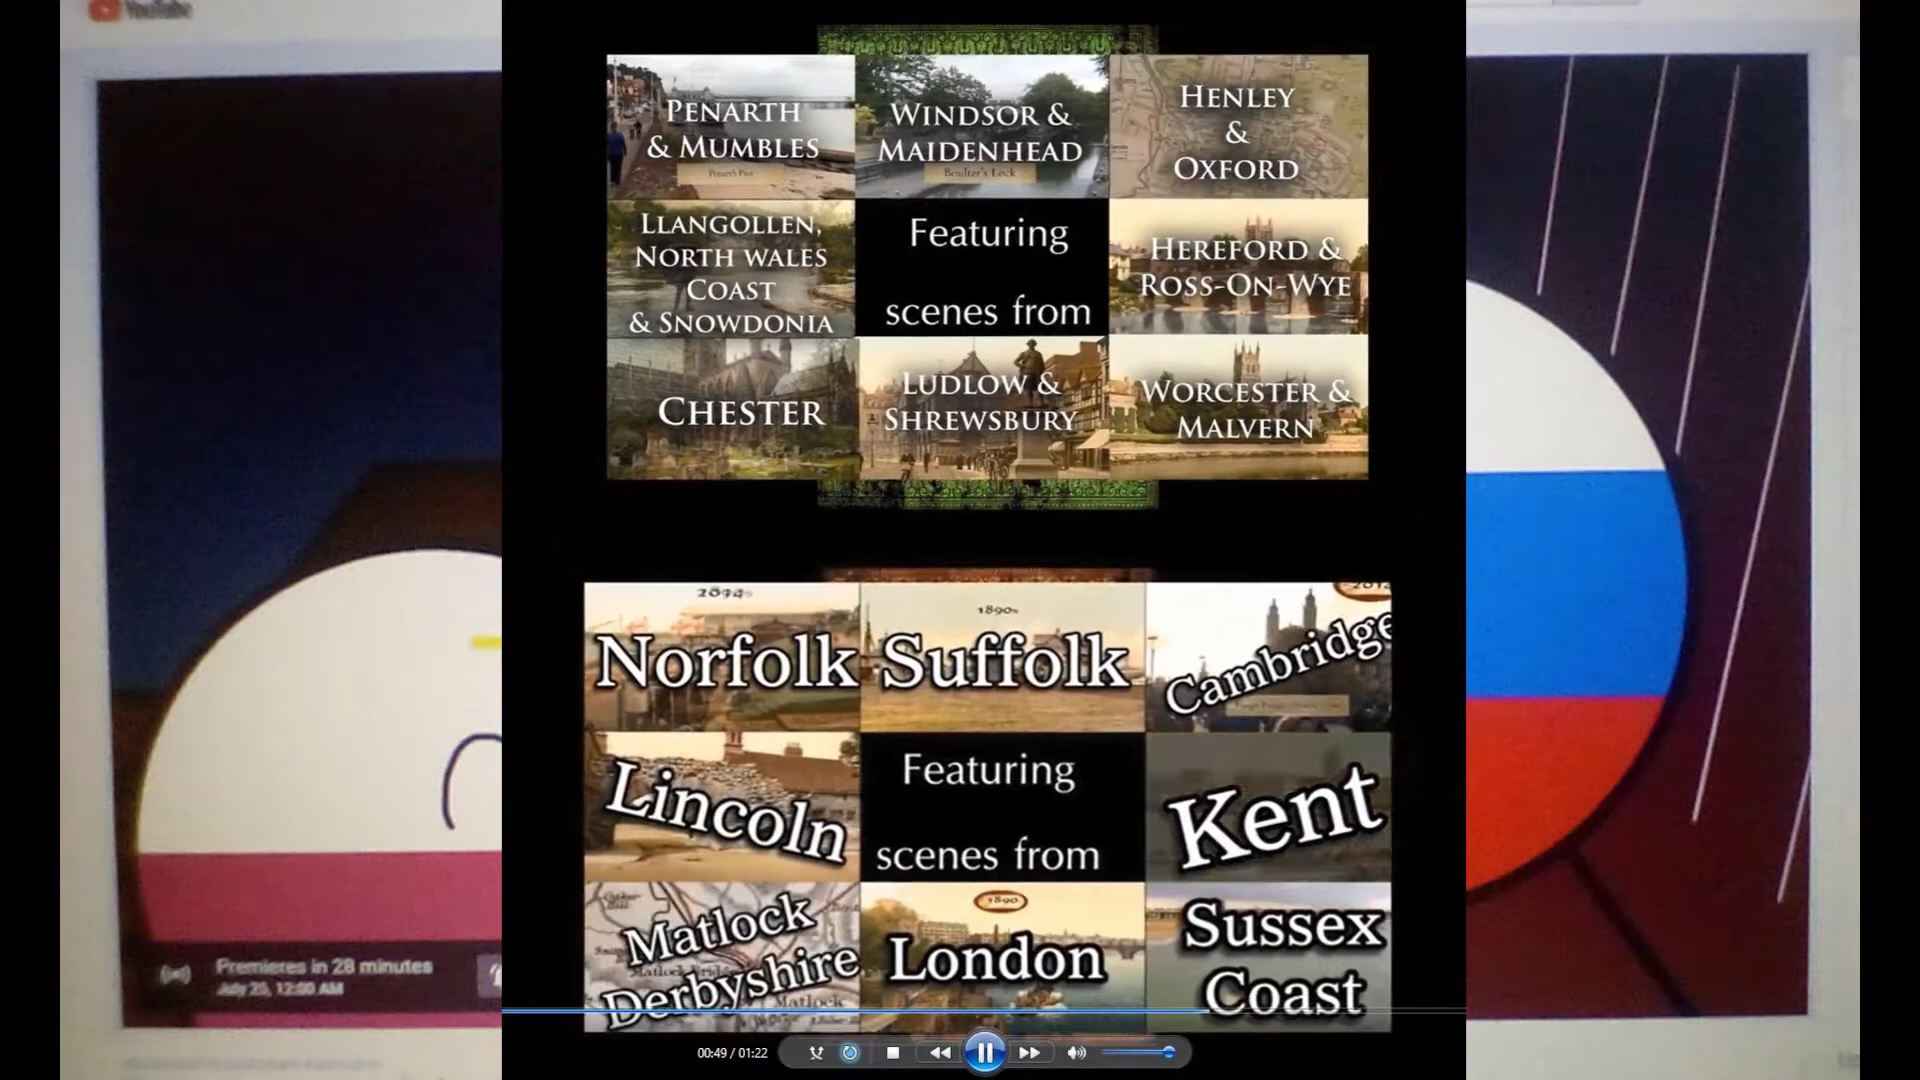 YouTube
PENARTH
& MUMBLES
Penarth Pier
WINDSOR &
MAIDENHEAD
Boulter's Lock
HENLEY
&
OXFORD
LLANGOLLEN,
NORTH WALES
COAST
& SNOWDONIA
Featuring
scenes from
HEREFORD &
ROSS-ON-WYE
CHESTER
LUDLOW &
SHREWSBURY
WORCESTER &
MALVERN
Norfolk
1890s
Suffolk
Cambridge
Lincoln
Featuring
scenes from
Kent
Matlock
Derbyshire
Matlock
1890
London
Sussex
Coast
Premieres in 28 minutes
July 25, 12:00 AM
00:49 / 01:22